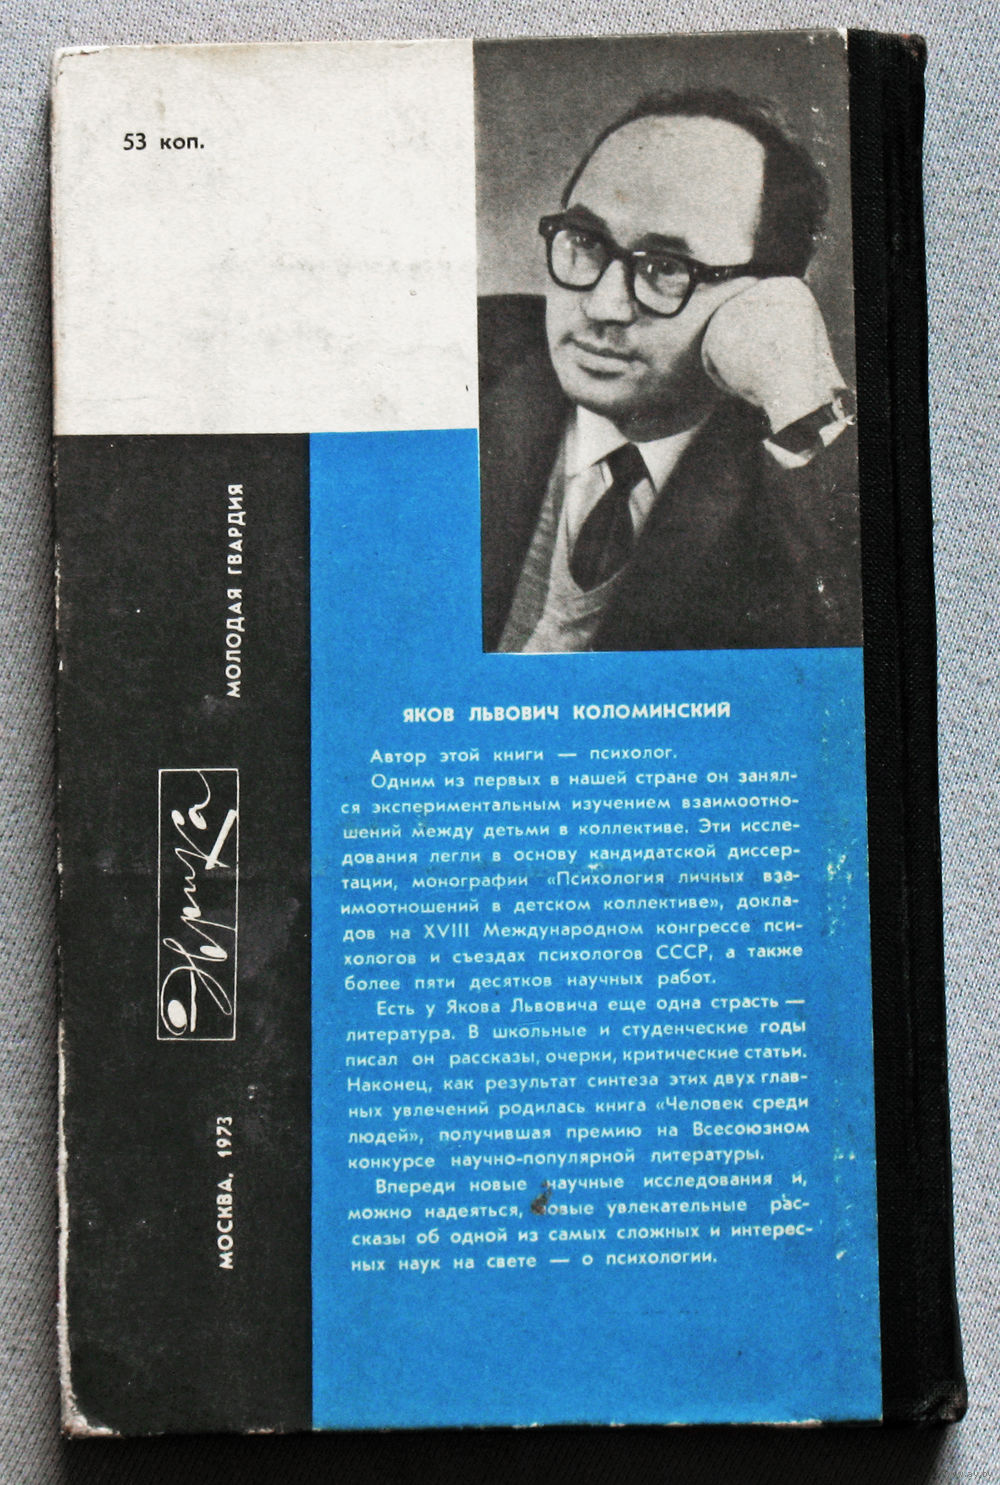 53 коп.
МОЛОДАЯ ГВАРДИЯ
Эврика
МОСКВА. 1973
ЯКОВ ЛЬВОВИЧ КОЛОМИНСКИЙ
Автор этой книги — психолог.
Одним из первых в нашей стране он занял-
ся экспериментальным изучением взаимоотно-
шений между детьми в коллективе. Эти иссле-
дования легли в основу кандидатской диссер-
тации, монографии «Психология личных вза-
имоотношений в детском коллективе», докла-
дов на XVIII Международном конгрессе пси-
хологов и съездах психологов СССР, а также
более пяти десятков научных работ.
Есть у Якова Львовича еще одна страсть —
литература. В школьные и студенческие годы
писал он рассказы, очерки, критические статьи.
Наконец, как результат синтеза этих двух глав-
ных увлечений родилась книга «Человек среди
людей», получившая премию на Всесоюзном
конкурсе научно-популярной литературы.
Впереди новые научные исследования и,
можно надеяться, новые увлекательные рас-
сказы об одной из самых сложных и интерес-
ных наук на свете — о психологии.